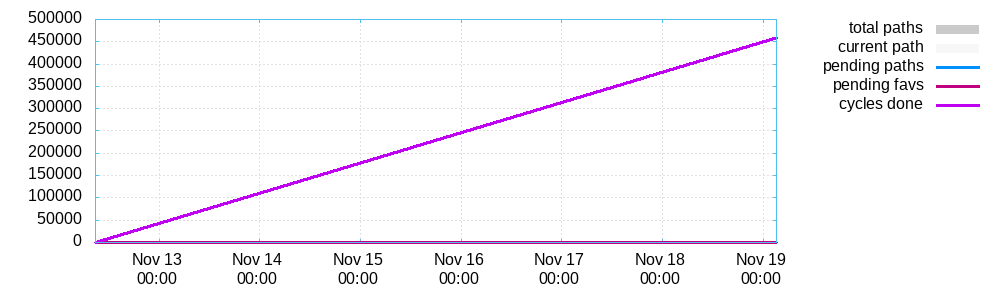 500000
450000
400000
350000
300000
250000
200000
150000
100000
50000
0
Nov 13 Nov 14 Nov 15 Nov 16 Nov 17 Nov 18 Nov 19
00:00 00:00 00:00 00:00 00:00 00:00 00:00
total paths
current path
pending paths
pending favs
cycles done